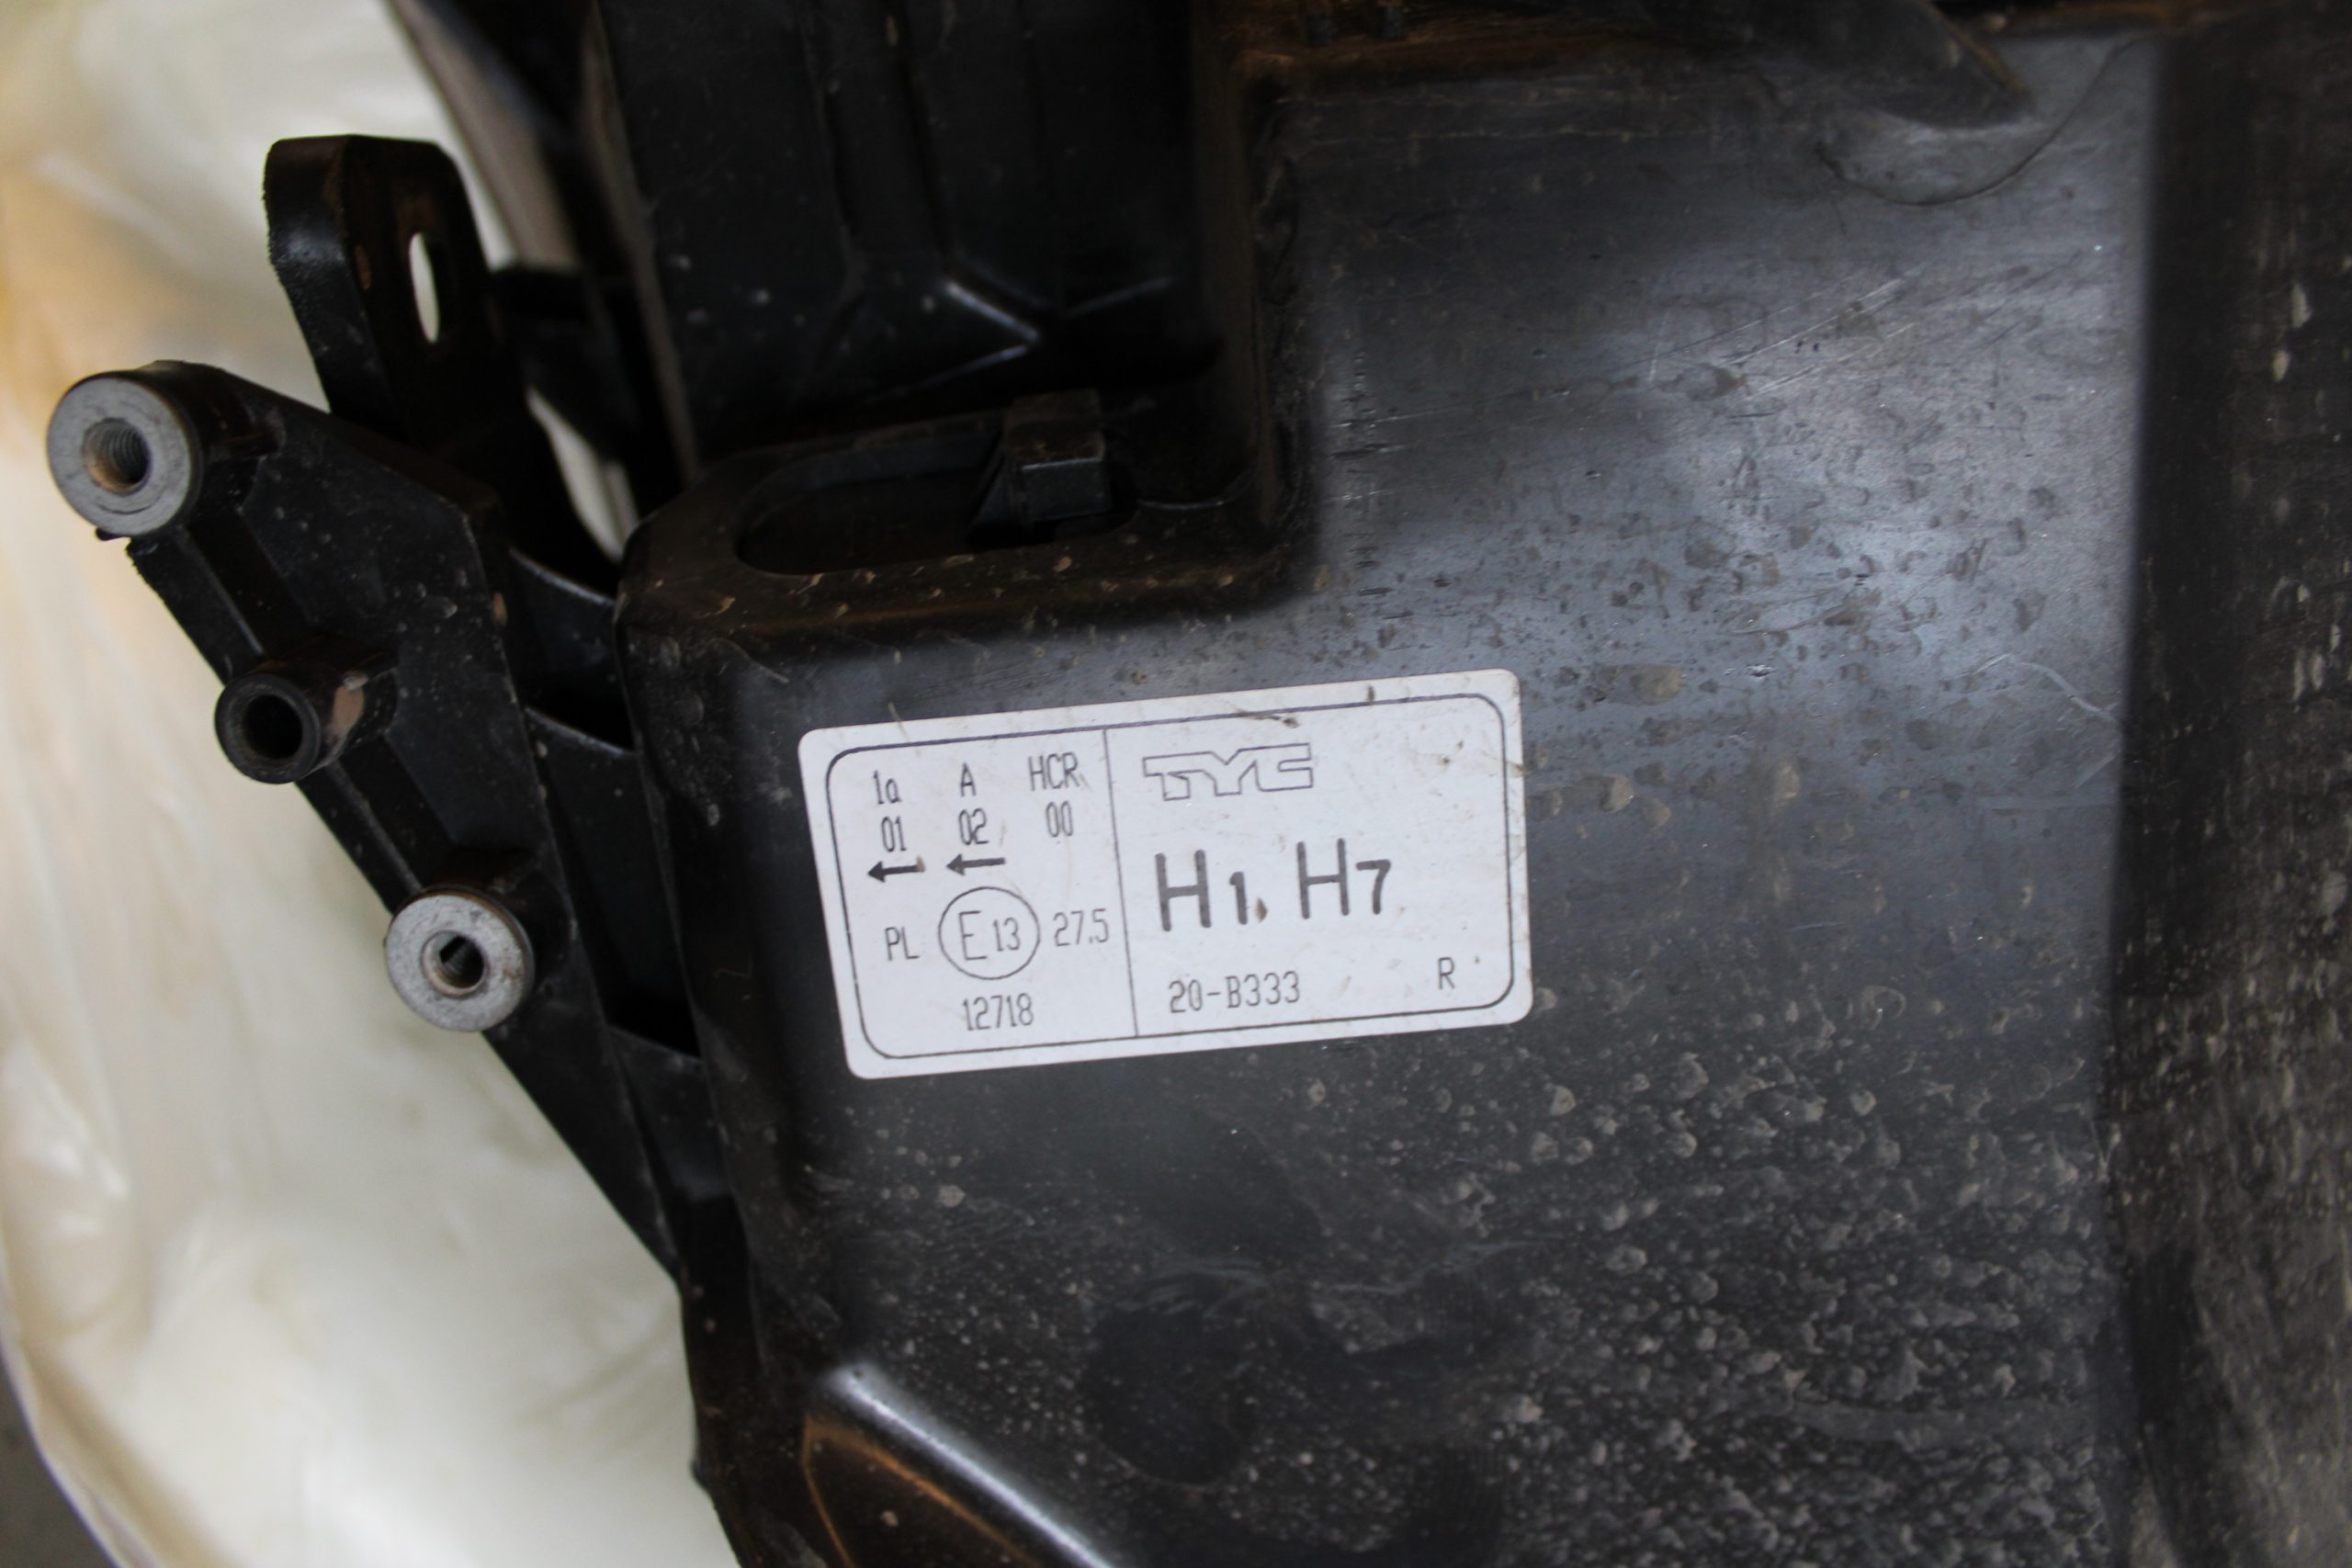 1a A HCR
01 02 00
← ←
PL E13 27.5
12718
TYC
H1, H7
20-B333 R